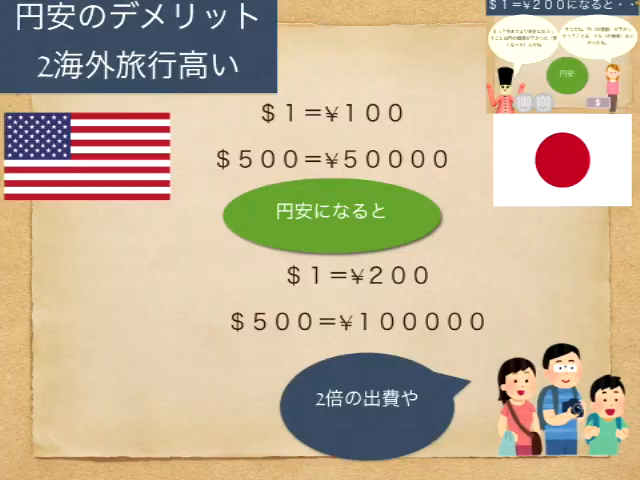 円安のデメリット
2海外旅行高い
$1=¥200になると・・
円安
$
$1=¥100
$500=¥50000
円安になると
$1=¥200
$500=¥100000
2倍の出費や